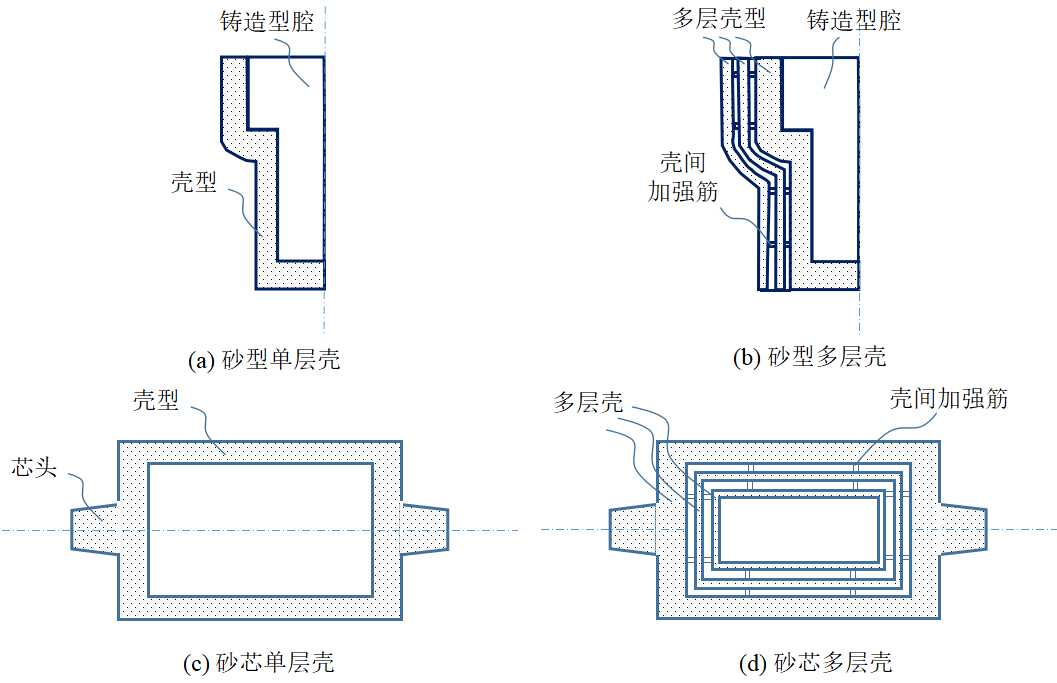 铸造型腔
壳型
(a) 砂型单层壳
多层壳型
铸造型腔
壳间
加强筋
(b) 砂型多层壳
壳型
芯头
(c) 砂芯单层壳
多层壳
壳间加强筋
(d) 砂芯多层壳